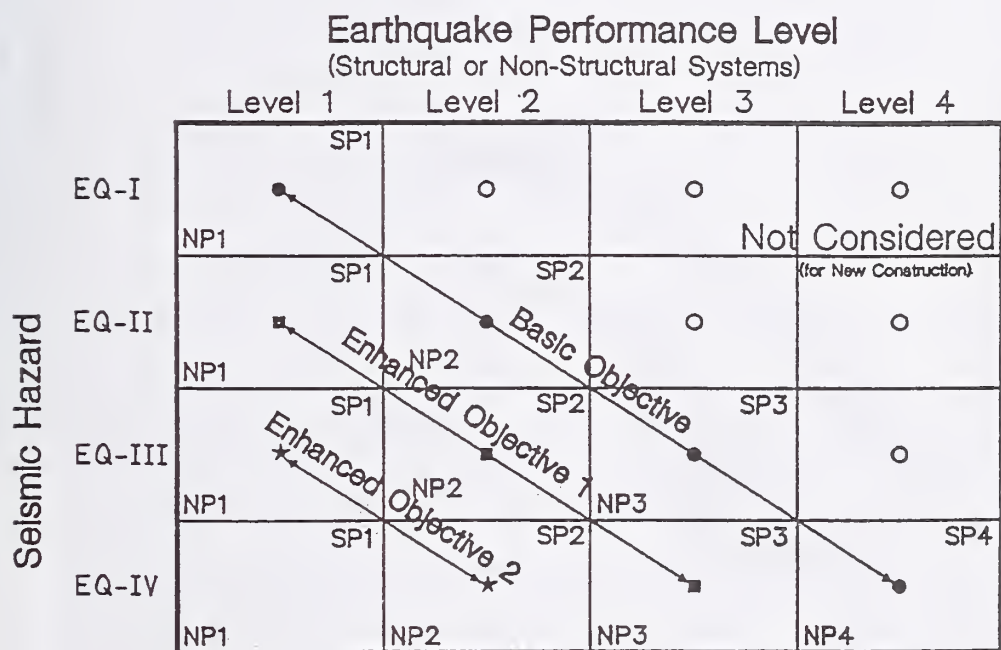 Earthquake Performance Level
(Structural or Non-Structural Systems)
Level 1 Level 2 Level 3 Level 4
Seismic Hazard
EQ-I
SP1
NP1
Not Considered
(for New Construction)
EQ-II
SP1
SP2
NP1
NP2
Basic Objective
Enhanced Objective 1
EQ-III
SP1
SP2
SP3
NP1
NP2
NP3
Enhanced Objective 2
EQ-IV
SP1
SP2
SP3
SP4
NP1
NP2
NP3
NP4